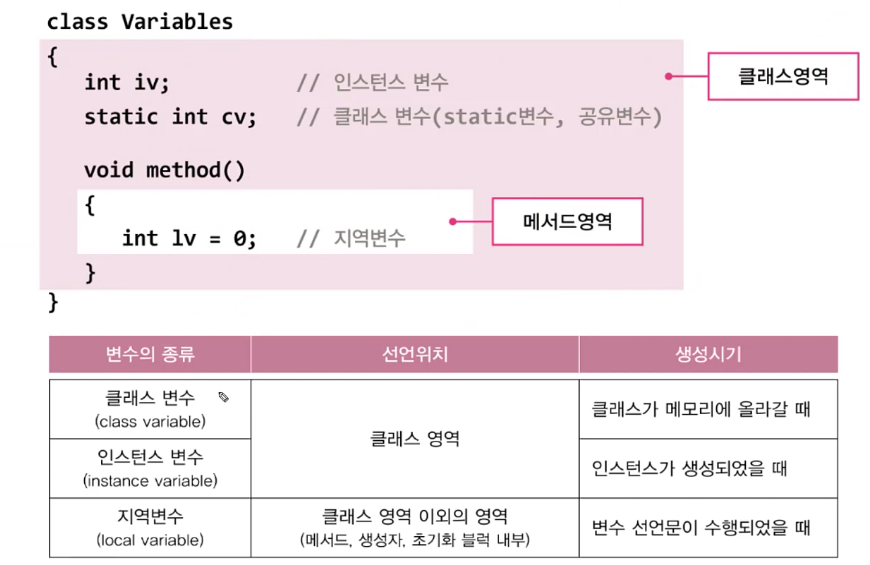 class Variables
{
int iv; // 인스턴스 변수
클래스영역
static int cv; // 클래스 변수(static변수, 공유변수)
void method()
{
메서드영역
int lv = 0; // 지역변수
}
}
변수의 종류 선언위치 생성시기
클래스 변수
(class variable)
클래스 영역
클래스가 메모리에 올라갈 때
인스턴스 변수
(instance variable)
인스턴스가 생성되었을 때
지역변수
(local variable)
클래스 영역 이외의 영역
(메서드, 생성자, 초기화 블럭 내부)
변수 선언문이 수행되었을 때